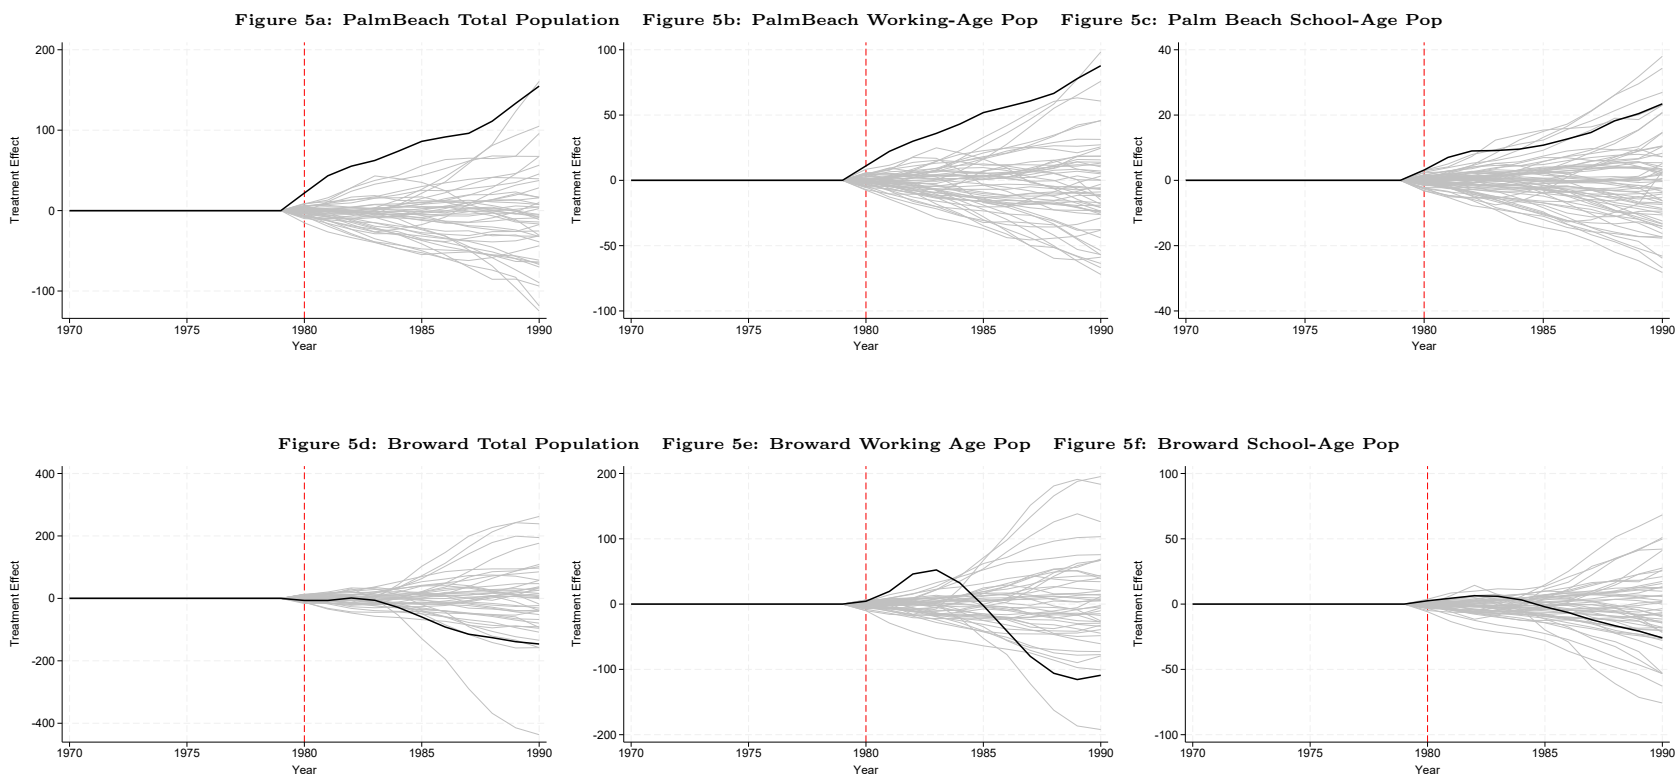 Figure 5a: PalmBeach Total Population Figure 5b: PalmBeach Working-Age Pop Figure 5c: Palm Beach School-Age Pop
200
100
0
-100
Treatment Effect
1970 1975 1980 1985 1990
Year
100
50
0
-50
-100
Treatment Effect
1970 1975 1980 1985 1990
Year
40
20
0
-20
-40
Treatment Effect
1970 1975 1980 1985 1990
Year
Figure 5d: Broward Total Population Figure 5e: Broward Working Age Pop Figure 5f: Broward School-Age Pop
400
200
0
-200
-400
Treatment Effect
1970 1975 1980 1985 1990
Year
200
100
0
-100
-200
Treatment Effect
1970 1975 1980 1985 1990
Year
100
50
0
-50
-100
Treatment Effect
1970 1975 1980 1985 1990
Year